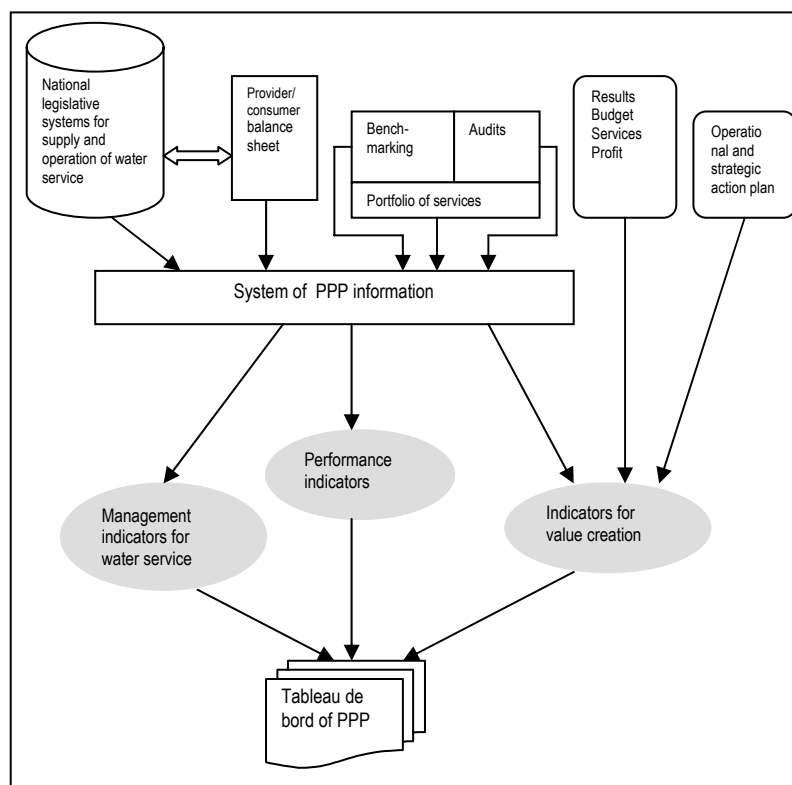 National
legislative
systems for
supply and
operation of water
service
Provider/
consumer
balance
sheet
Bench-
marking
Audits
Portfolio of services
Results
Budget
Services
Profit
Operatio
nal and
strategic
action plan
System of PPP information
Management
indicators for
water service
Performance
indicators
Indicators for
value creation
Tableau de
bord of PPP